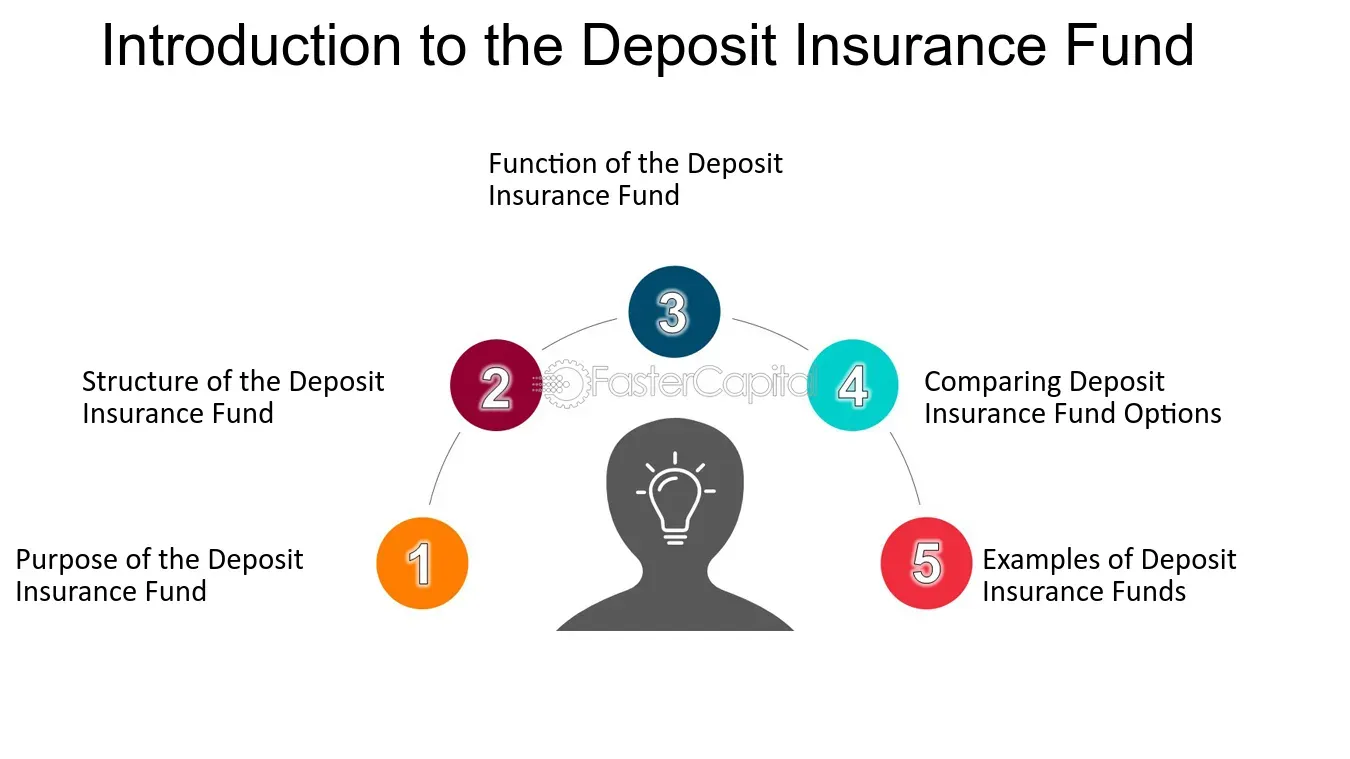 Introduction to the Deposit Insurance Fund
Function of the Deposit
Insurance Fund
3
2
FasterCapital
4
Structure of the Deposit
Insurance Fund
Comparing Deposit
Insurance Fund Options
1
5
Purpose of the Deposit
Insurance Fund
Examples of Deposit
Insurance Funds